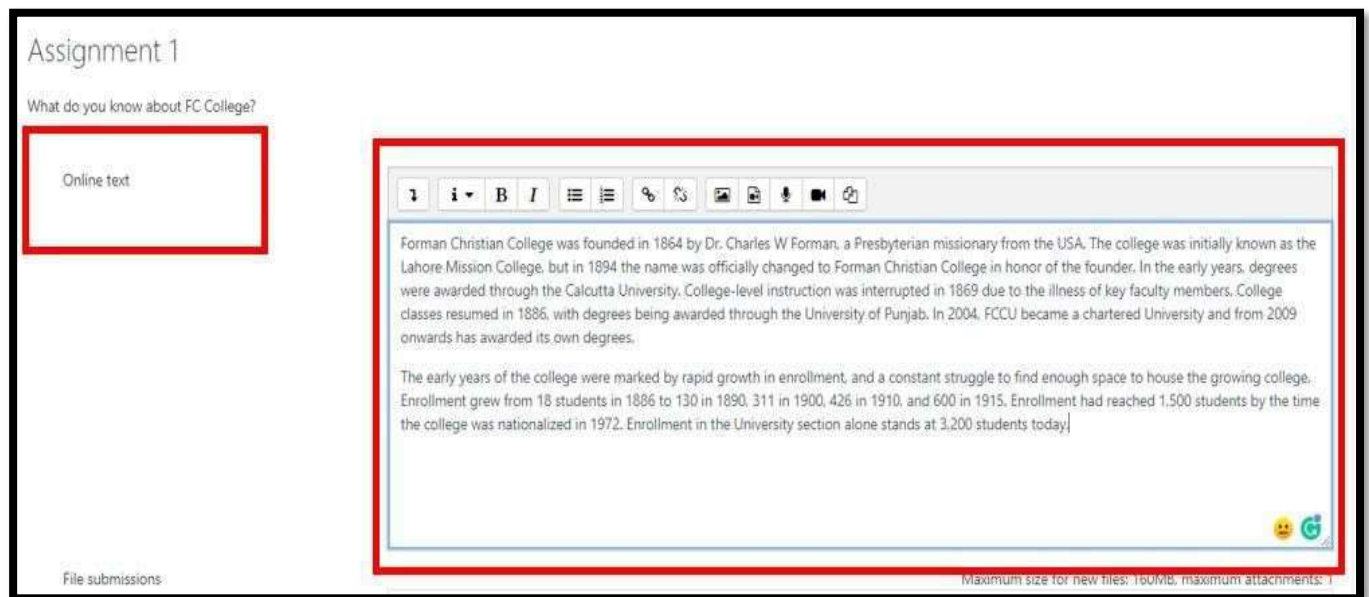 Assignment 1
What do you know about FC College?
Online text
Forman Christian College was founded in 1864 by Dr. Charles W Forman, a Presbyterian missionary from the USA. The college was initially known as the
Lahore Mission College, but in 1894 the name was officially changed to Forman Christian College in honor of the founder. In the early years, degrees
were awarded through the Calcutta University. College-level instruction was interrupted in 1869 due to the illness of key faculty members. College
classes resumed in 1886, with degrees being awarded through the University of Punjab. In 2004, FCCU became a chartered University and from 2009
onwards has awarded its own degrees.
The early years of the college were marked by rapid growth in enrollment, and a constant struggle to find enough space to house the growing college.
Enrollment grew from 18 students in 1886 to 130 in 1890, 311 in 1900, 426 in 1910, and 600 in 1915. Enrollment had reached 1,500 students by the time
the college was nationalized in 1972. Enrollment in the University section alone stands at 3,200 students today.
File submissions
Maximum size for new files: 160MB, maximum attachments: 1